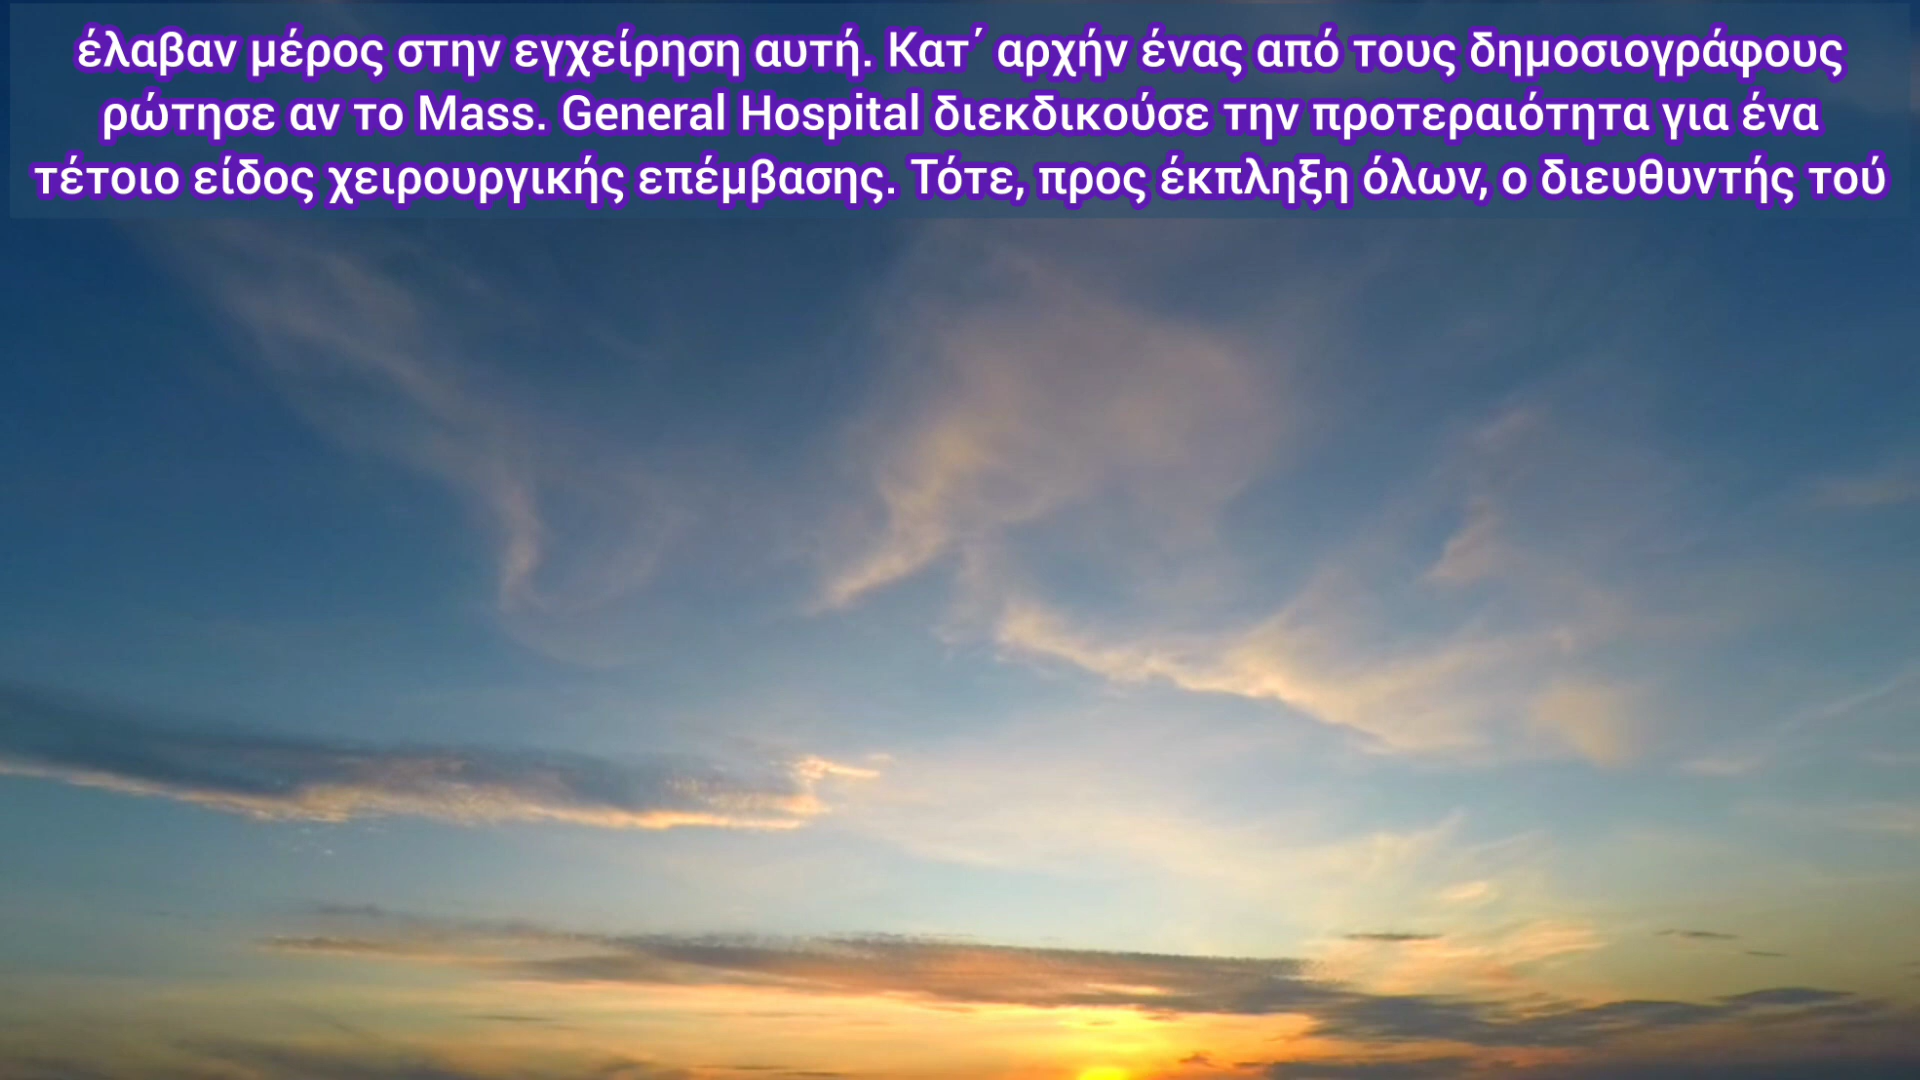 έλαβαν μέρος στην εγχείρηση αυτή. Κατ΄ αρχήν ένας από τους δημοσιογράφους
ρώτησε αν το Mass. General Hospital διεκδικούσε την προτεραιότητα για ένα
τέτοιο είδος χειρουργικής επέμβασης. Τότε, προς έκπληξη όλων, ο διευθυντής τού